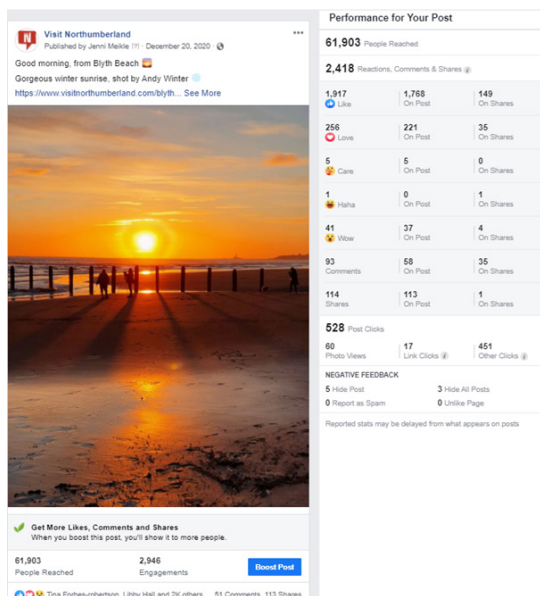 Visit Northumberland
Published by Jenni Meikle [?] · December 20, 2020 ·
Good morning, from Blyth Beach
Gorgeous winter sunrise, shot by Andy Winter
https://www.visitnorthumberland.com/blyth... See More
Get More Likes, Comments and Shares
When you boost this post, you'll show it to more people.
61,903
People Reached
2,946
Engagements
Boost Post
Tina Forbes-robertson, Libby Hall and 2K others
51 Comments 113 Shares
Performance for Your Post
61,903 People Reached
2,418 Reactions, Comments & Shares
1,917
Like
1,768
On Post
149
On Shares
256
Love
221
On Post
35
On Shares
5
Care
5
On Post
0
On Shares
1
Haha
0
On Post
1
On Shares
41
Wow
37
On Post
4
On Shares
93
Comments
58
On Post
35
On Shares
114
Shares
113
On Post
1
On Shares
528 Post Clicks
60
Photo Views
17
Link Clicks
451
Other Clicks
NEGATIVE FEEDBACK
5 Hide Post
3 Hide All Posts
0 Report as Spam
0 Unlike Page
Reported stats may be delayed from what appears on posts